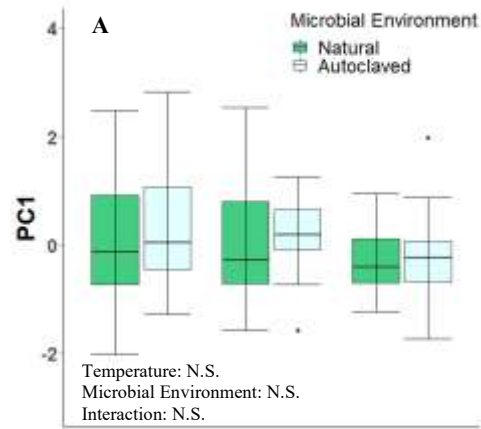 A
Microbial Environment
Natural
Autoclaved
4
2
0
-2
PC1
Temperature: N.S.
Microbial Environment: N.S.
Interaction: N.S.